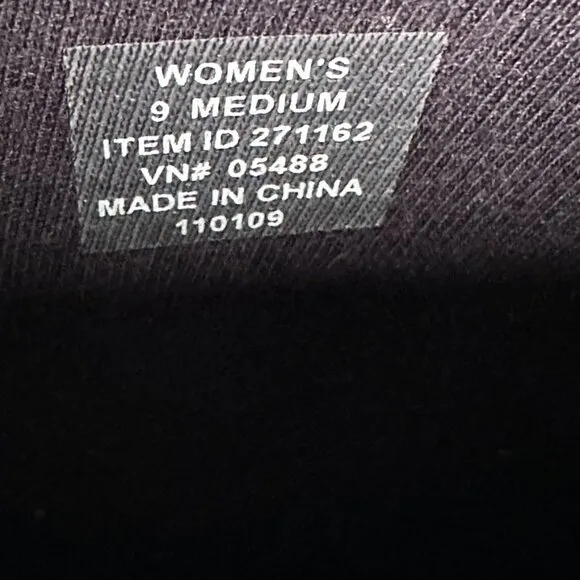 WOMEN'S
9 MEDIUM
ITEM ID 271162
VN# 05488
MADE IN CHINA
110109